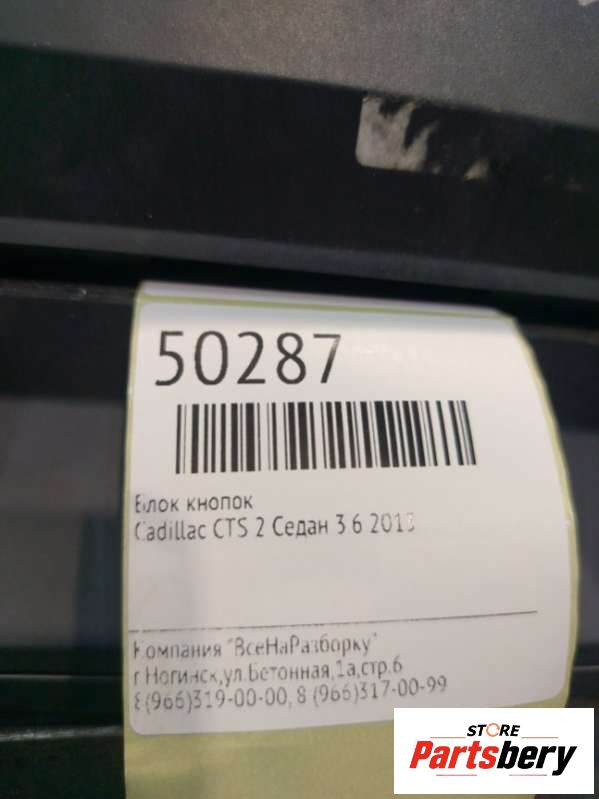 50287
Блок кнопок
Cadillac CTS 2 Седан 3 6 2013
Компания "ВсеНаРазборку"
г.Ногинск,ул.Бетонная,1а,стр.6
8(966)319-00-00, 8 (966)317-00-99
STORE
Partsbery